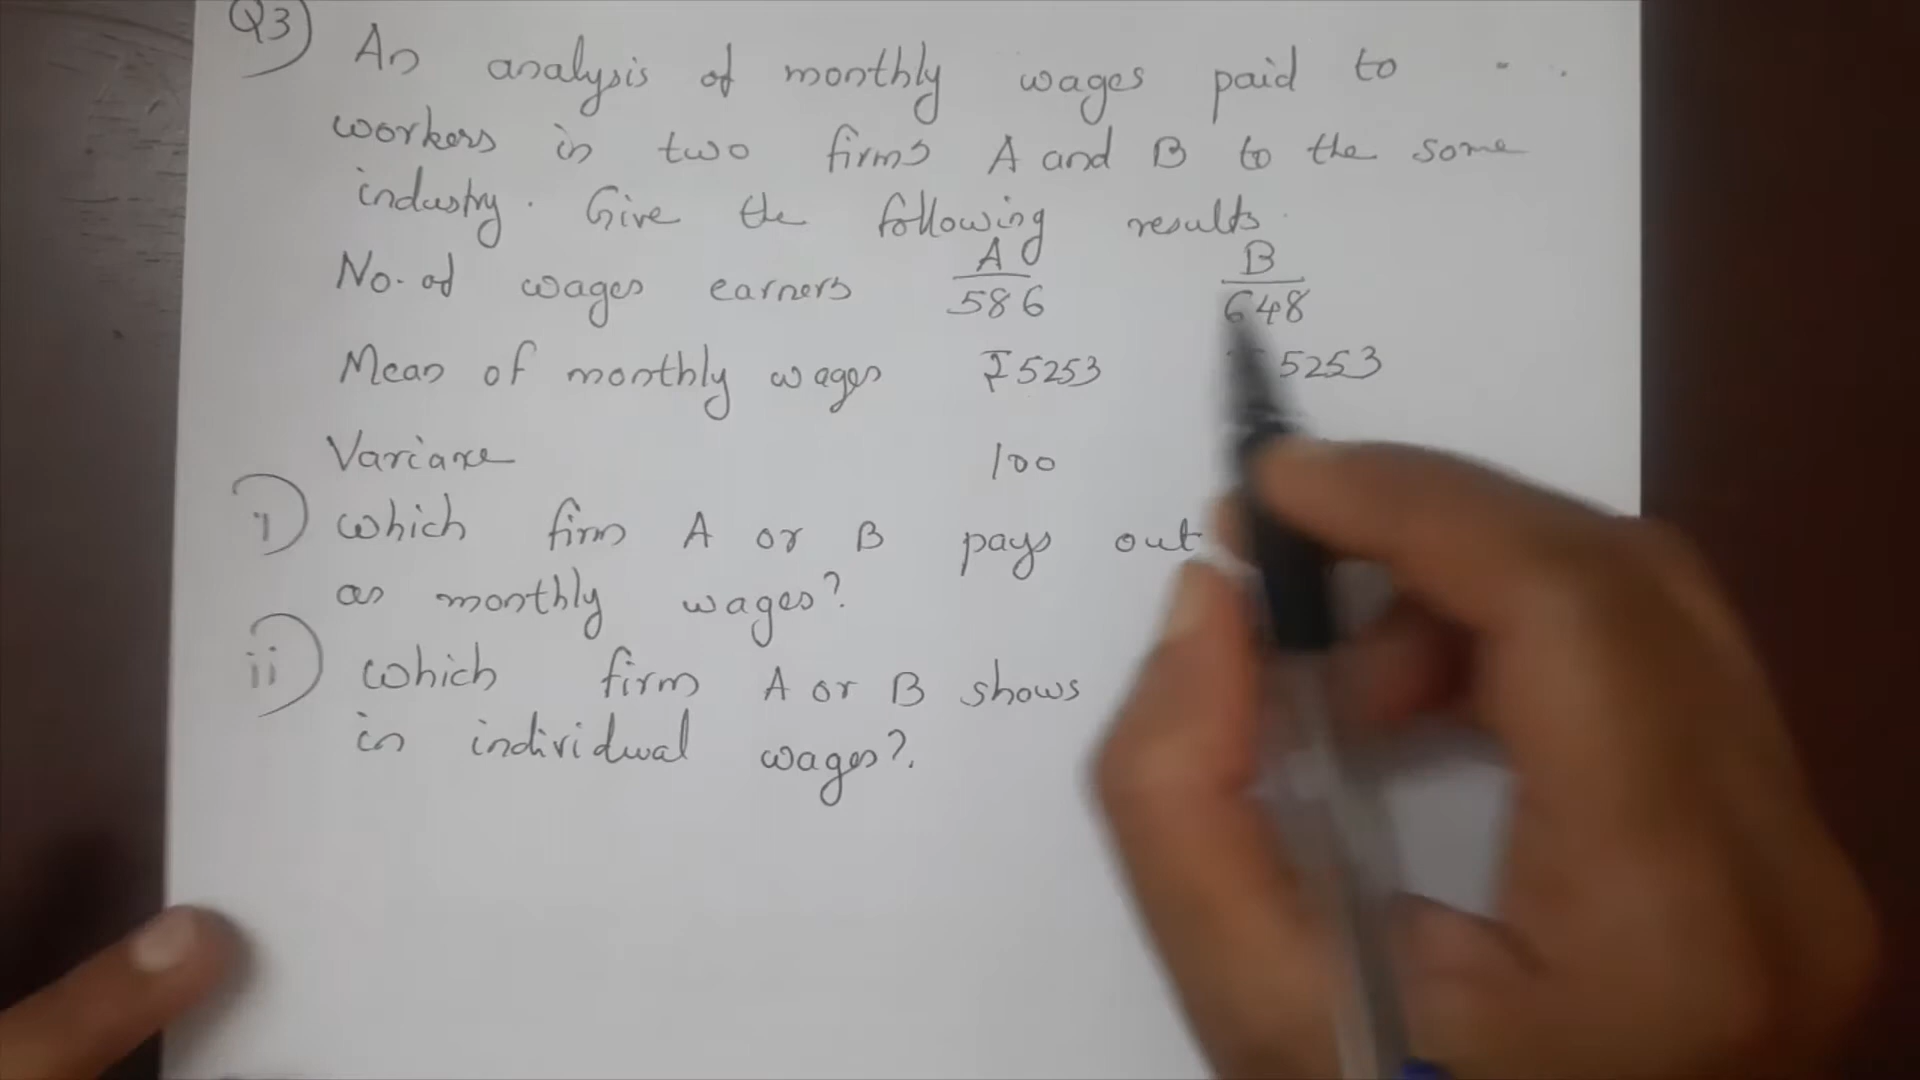 Q3) An analysis of monthly wages paid to
workers in two firms A and B to the some
industry. Give the following results.
A B
No. of wages earners 586 648
Mean of monthly wages ₹5253 5253
Variance 100
i) which firm A or B pays out
as monthly wages?
ii) which firm A or B shows
in individual wages?.